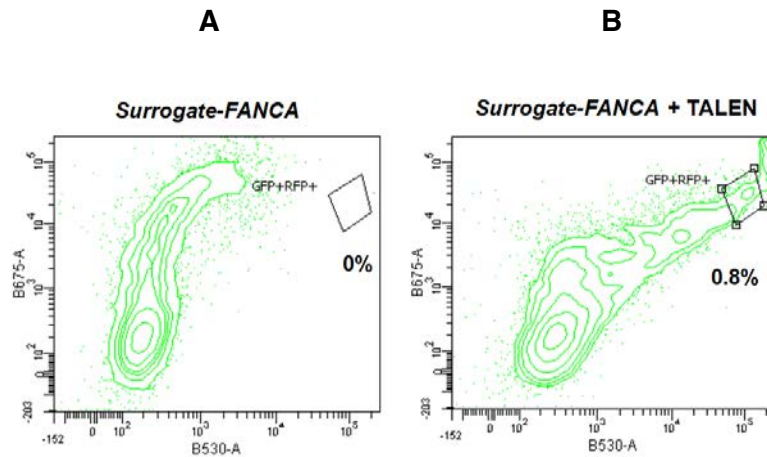 A
B
Surrogate-FANCA
Surrogate-FANCA + TALEN
10⁵
GFP+RFP+
10⁴
0%
B675-A
10³
10²
0
-203
-152
0
10²
10³
10⁴
10⁵
B530-A
10⁵
GFP+RFP+
10⁴
0.8%
B675-A
10³
10²
0
-203
-152
0
10²
10³
10⁴
10⁵
B530-A